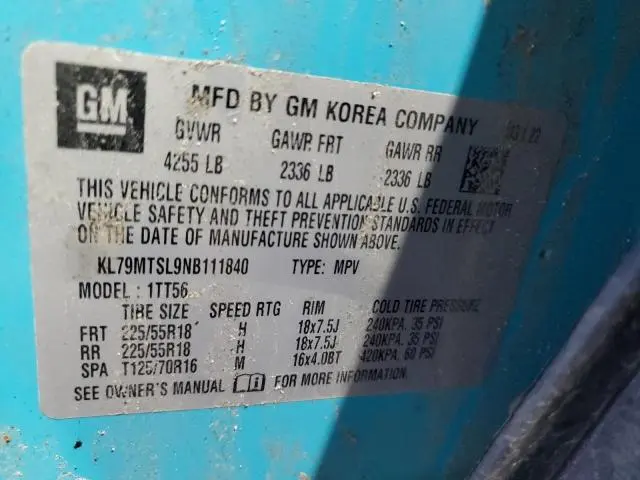 GM
MFD BY GM KOREA COMPANY
GVWR GAWR FRT GAWR RR
4255 LB 2336 LB 2336 LB
THIS VEHICLE CONFORMS TO ALL APPLICABLE U.S. FEDERAL MOTOR
VEHICLE SAFETY AND THEFT PREVENTION STANDARDS IN EFFECT
ON THE DATE OF MANUFACTURE SHOWN ABOVE.
KL79MTSL9NB111840 TYPE: MPV
MODEL : 1TT56
TIRE SIZE SPEED RTG RIM COLD TIRE PRESSURE
FRT 225/55R18 H 18x7.5J 240KPA. 35 PSI
RR 225/55R18 H 18x7.5J 240KPA. 35 PSI
SPA T125/70R16 M 16x4.0BT 420KPA. 60 PSI
SEE OWNER'S MANUAL FOR MORE INFORMATION.